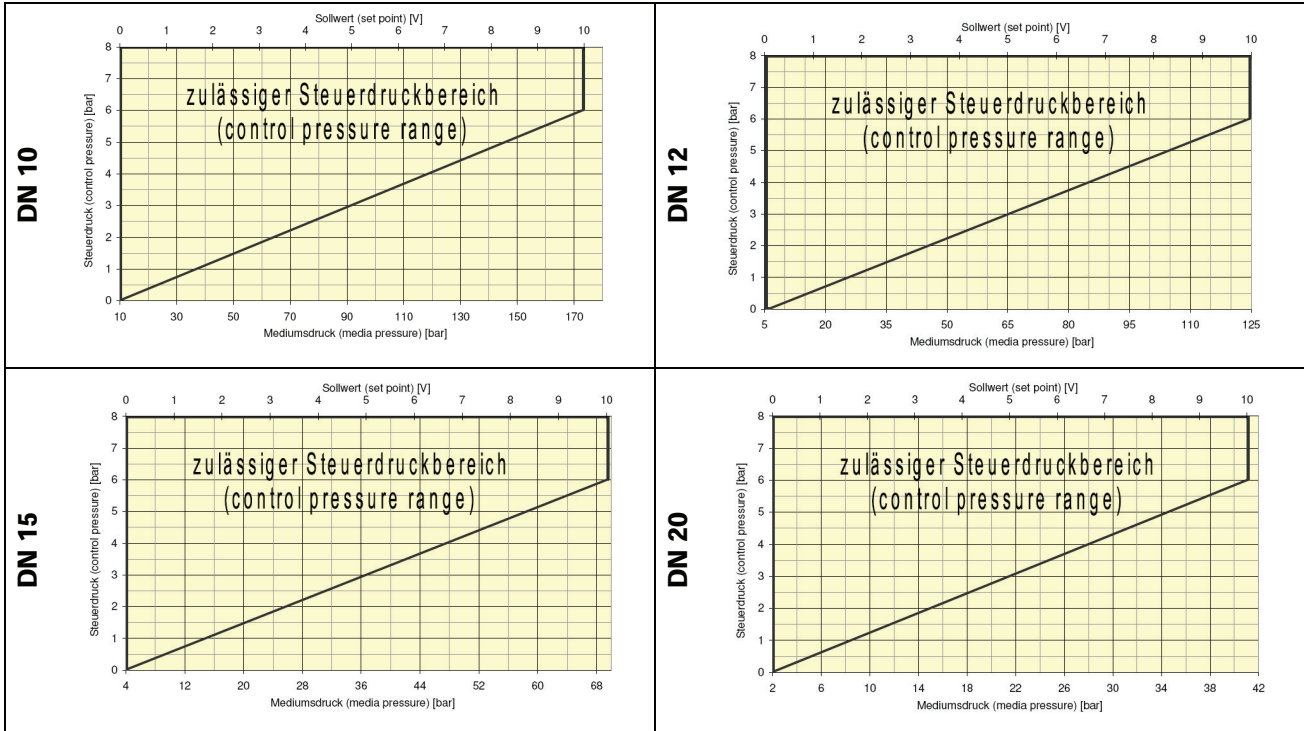 DN 10
Sollwert (set point) [V]
0 1 2 3 4 5 6 7 8 9 10
Steuerdruck (control pressure) [bar]
8
7
6
5
4
3
2
1
0
zulässiger Steuerdruckbereich
(control pressure range)
10 30 50 70 90 110 130 150 170
Mediumsdruck (media pressure) [bar]
DN 12
Sollwert (set point) [V]
0 1 2 3 4 5 6 7 8 9 10
Steuerdruck (control pressure) [bar]
8
7
6
5
4
3
2
1
0
zulässiger Steuerdruckbereich
(control pressure range)
5 20 35 50 65 80 95 110 125
Mediumsdruck (media pressure) [bar]
DN 15
Sollwert (set point) [V]
0 1 2 3 4 5 6 7 8 9 10
Steuerdruck (control pressure) [bar]
8
7
6
5
4
3
2
1
0
zulässiger Steuerdruckbereich
(control pressure range)
4 12 20 28 36 44 52 60 68
Mediumsdruck (media pressure) [bar]
DN 20
Sollwert (set point) [V]
0 1 2 3 4 5 6 7 8 9 10
Steuerdruck (control pressure) [bar]
8
7
6
5
4
3
2
1
0
zulässiger Steuerdruckbereich
(control pressure range)
2 6 10 14 18 22 26 30 34 38 42
Mediumsdruck (media pressure) [bar]